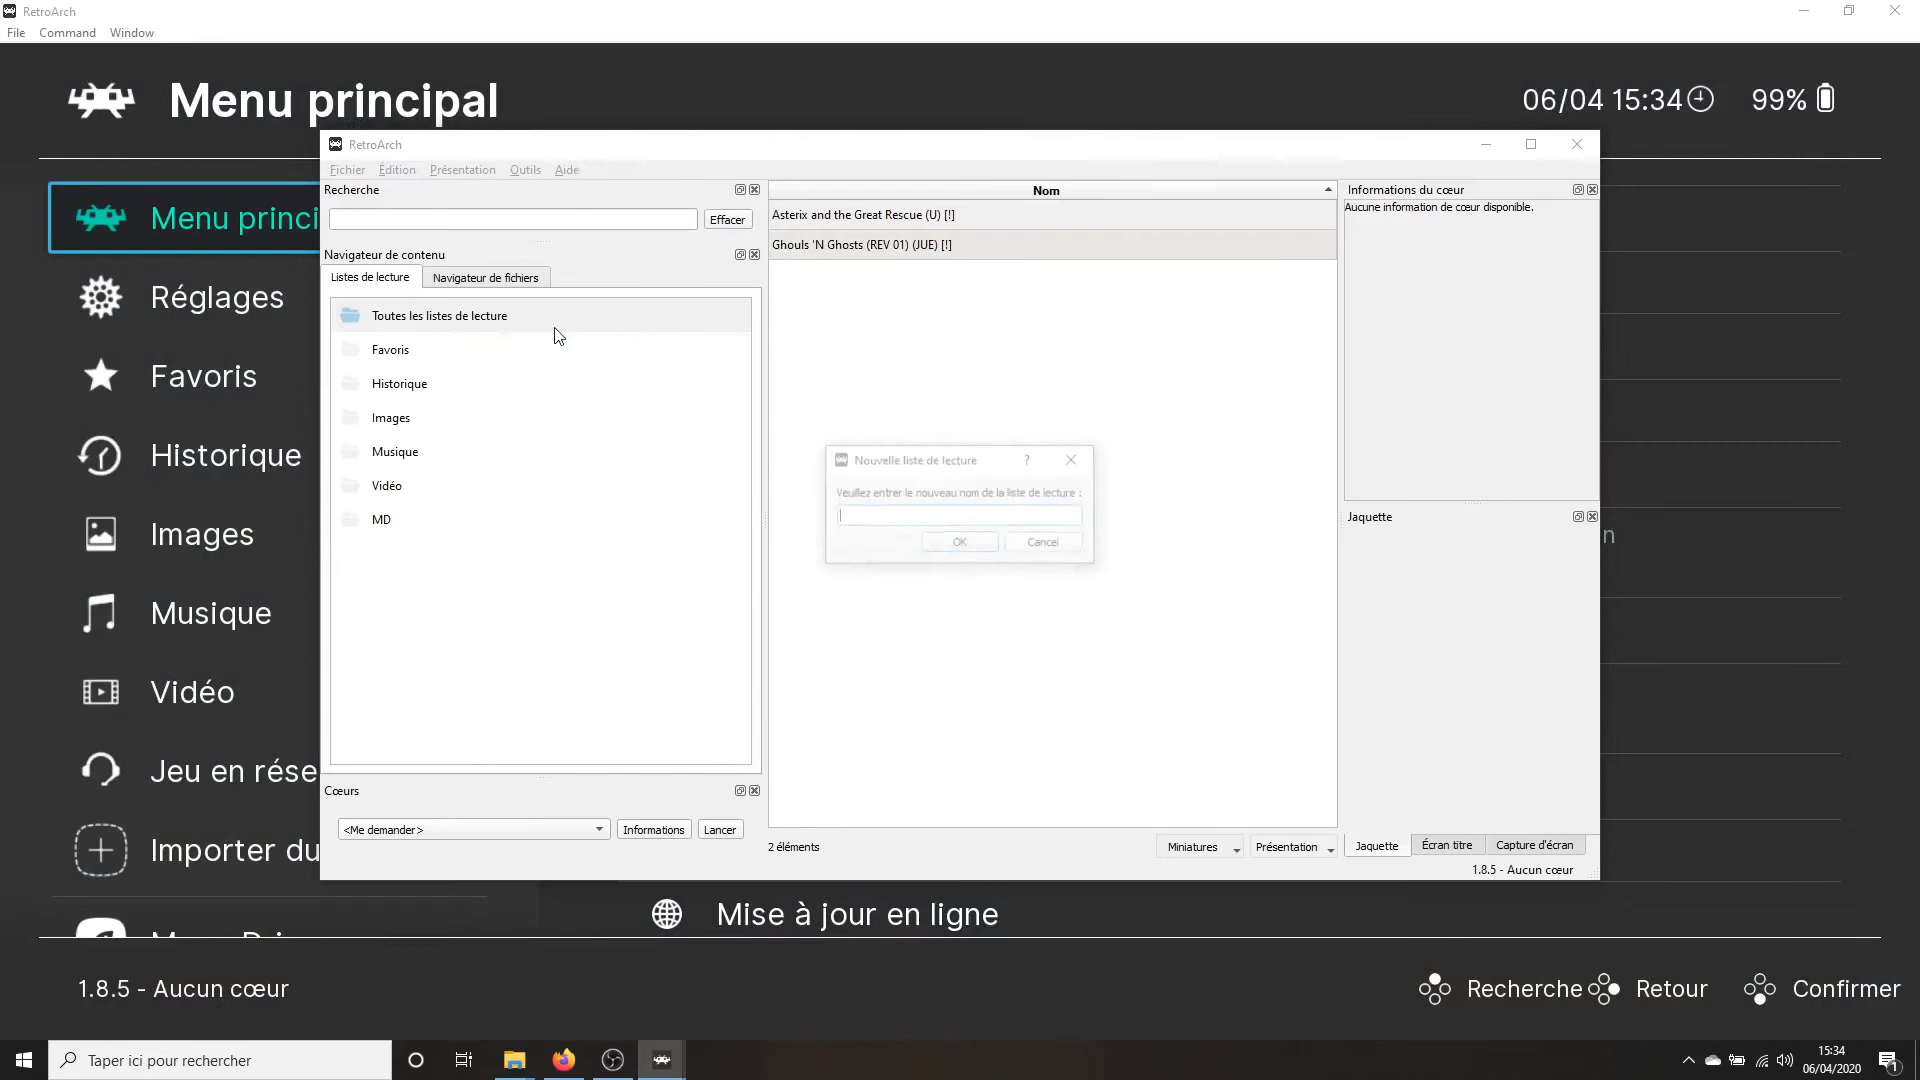 RetroArch
File Command Window
Menu principal
06/04 15:34
99%
RetroArch
Fichier Édition Présentation Outils Aide
Recherche
Effacer
Navigateur de contenu
Listes de lecture
Navigateur de fichiers
Toutes les listes de lecture
Favoris
Historique
Images
Musique
Vidéo
MD
Cœurs
<Me demander>
Informations
Lancer
Nom
Asterix and the Great Rescue (U) [!]
Ghouls 'N Ghosts (REV 01) (JUE) [!]
Nouvelle liste de lecture
?
Veuillez entrer le nouveau nom de la liste de lecture :
OK
Cancel
2 éléments
Miniatures
Présentation
Informations du cœur
Aucune information de cœur disponible.
Jaquette
Jaquette
Écran titre
Capture d'écran
1.8.5 - Aucun cœur
Menu princi
Réglages
Favoris
Historique
Images
Musique
Vidéo
Jeu en rése
Importer du
n
Mise à jour en ligne
1.8.5 - Aucun cœur
Recherche
Retour
Confirmer
Taper ici pour rechercher
15:34
06/04/2020
1